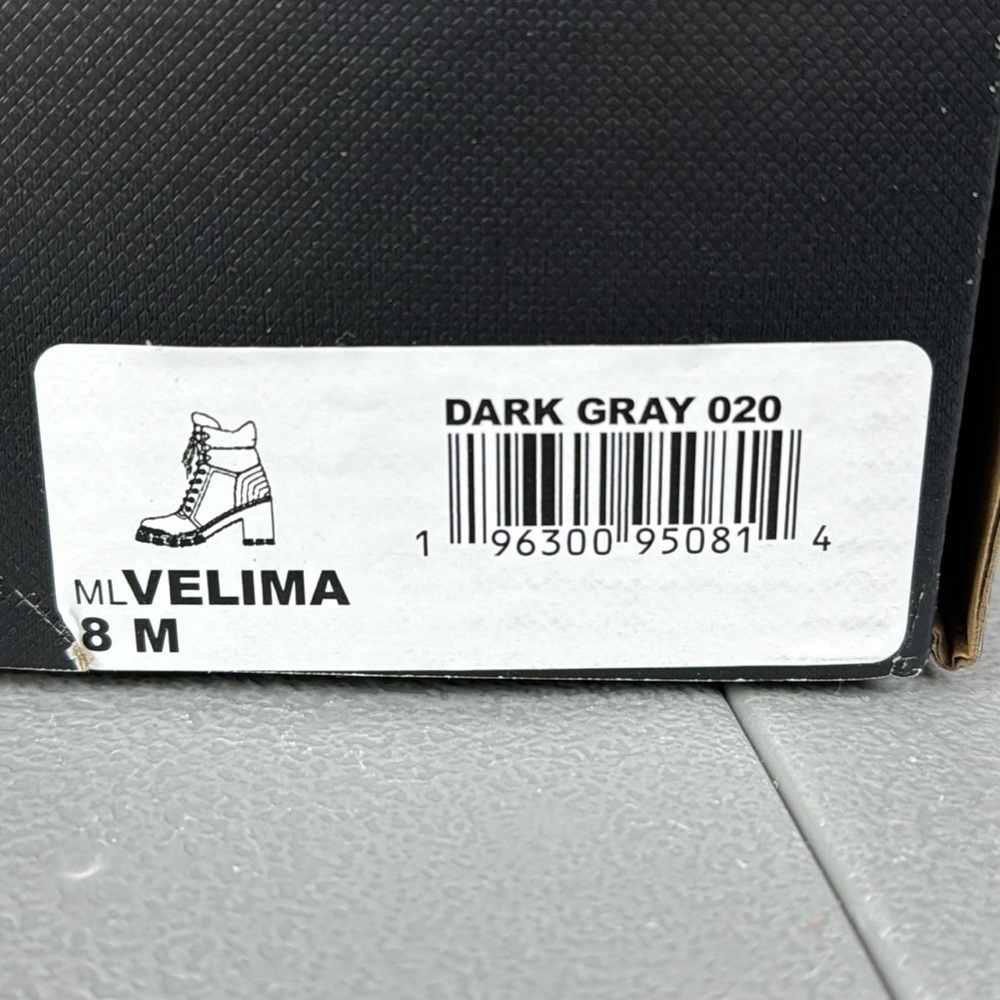 DARK GRAY 020
1 96300 95081 4
MLVELIMA
8 M